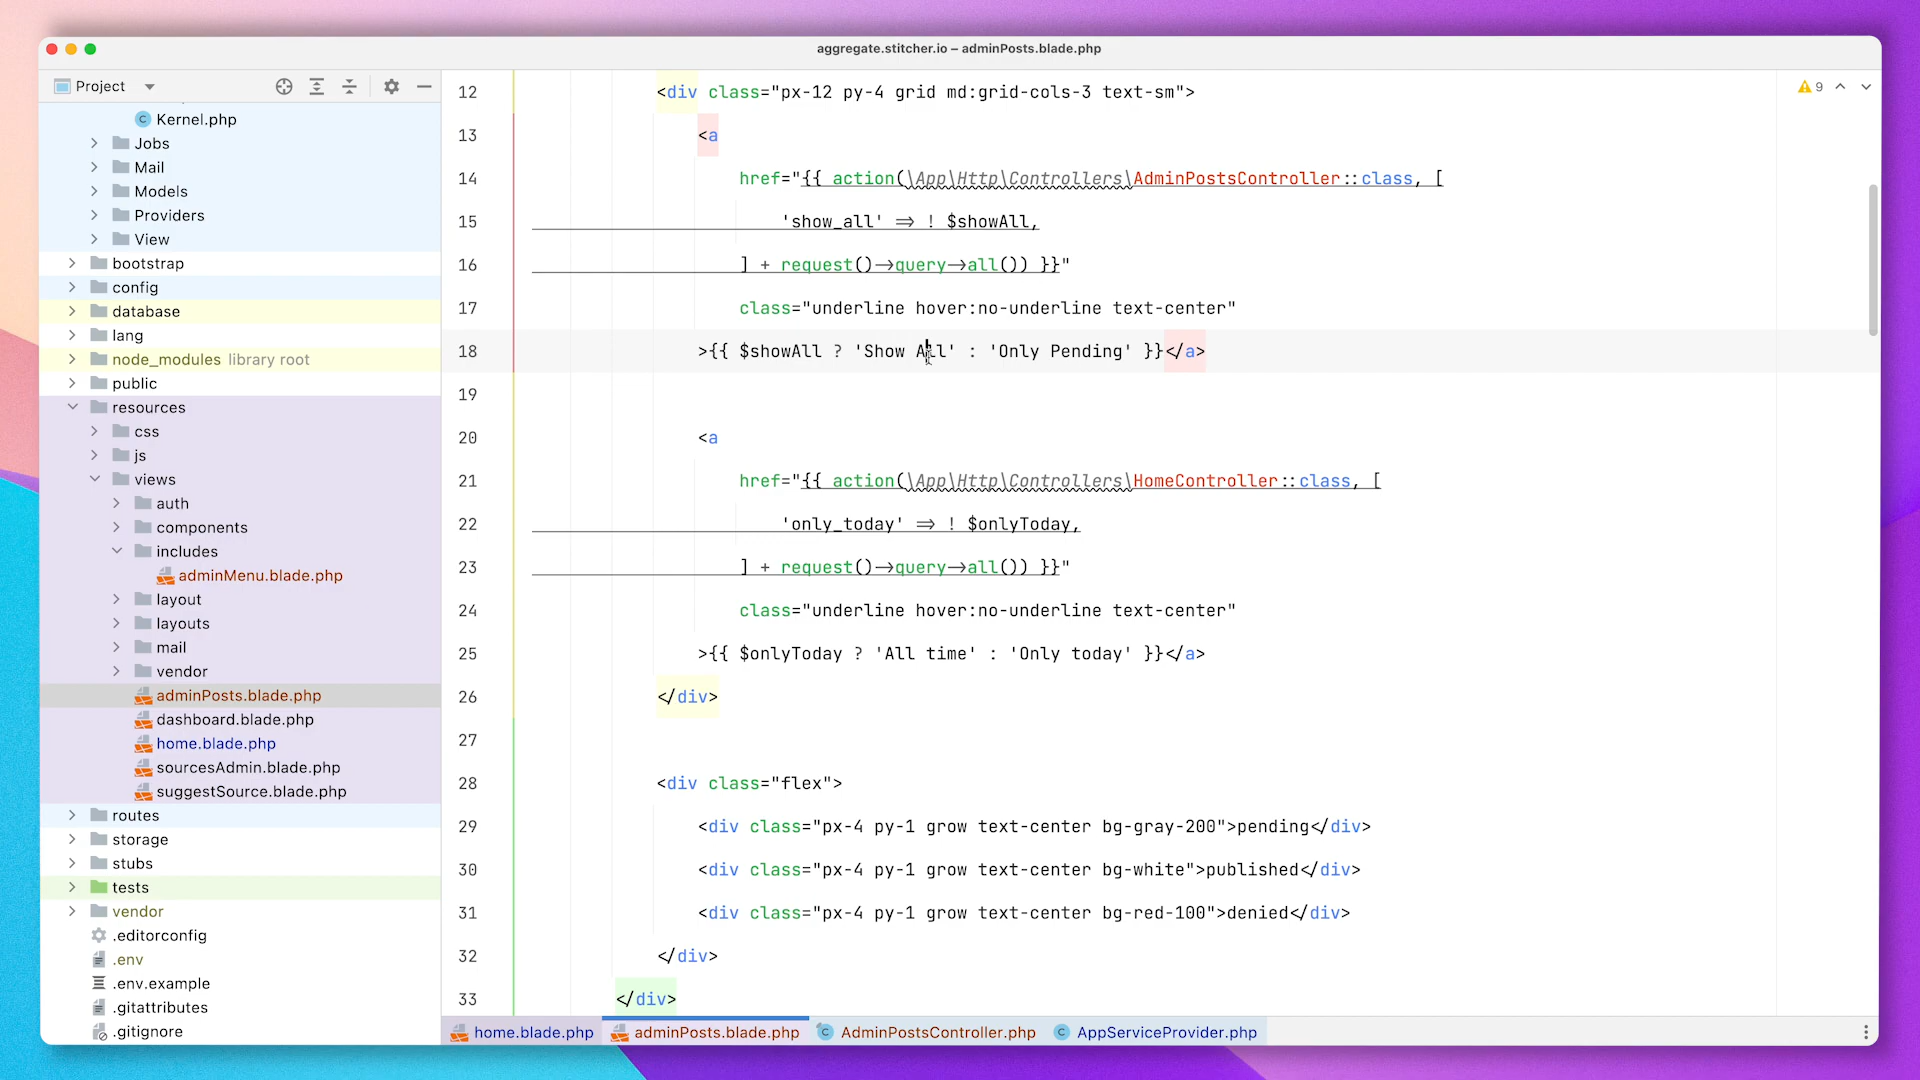 aggregate.stitcher.io – adminPosts.blade.php
Project
Kernel.php
Jobs
Mail
Models
Providers
View
bootstrap
config
database
lang
node_modules library root
public
resources
css
js
views
auth
components
includes
adminMenu.blade.php
layout
layouts
mail
vendor
adminPosts.blade.php
dashboard.blade.php
home.blade.php
sourcesAdmin.blade.php
suggestSource.blade.php
routes
storage
stubs
tests
vendor
.editorconfig
.env
.env.example
.gitattributes
.gitignore
9
12 <div class="px-12 py-4 grid md:grid-cols-3 text-sm">
13 <a
14 href="{{ action(\App\Http\Controllers\AdminPostsController::class, [
15 'show_all' => ! $showAll,
16 ] + request()->query->all()) }}"
17 class="underline hover:no-underline text-center"
18 >{{ $showAll ? 'Show All' : 'Only Pending' }}</a>
19
20 <a
21 href="{{ action(\App\Http\Controllers\HomeController::class, [
22 'only_today' => ! $onlyToday,
23 ] + request()->query->all()) }}"
24 class="underline hover:no-underline text-center"
25 >{{ $onlyToday ? 'All time' : 'Only today' }}</a>
26 </div>
27
28 <div class="flex">
29 <div class="px-4 py-1 grow text-center bg-gray-200">pending</div>
30 <div class="px-4 py-1 grow text-center bg-white">published</div>
31 <div class="px-4 py-1 grow text-center bg-red-100">denied</div>
32 </div>
33 </div>
home.blade.php adminPosts.blade.php AdminPostsController.php AppServiceProvider.php